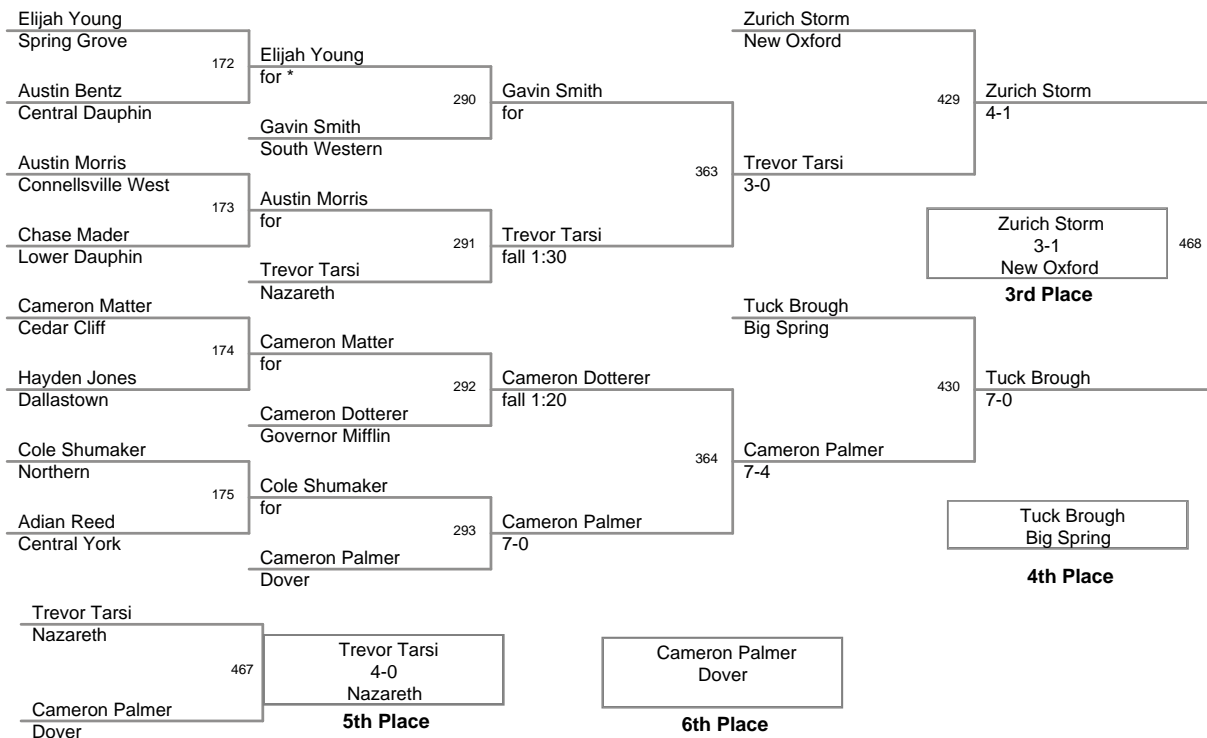 Elijah Young
Spring Grove
172
Austin Bentz
Central Dauphin
Austin Morris
Connellsville West
173
Chase Mader
Lower Dauphin
Cameron Matter
Cedar Cliff
174
Hayden Jones
Dallastown
Cole Shumaker
Northern
175
Adian Reed
Central York
Elijah Young
for *
290
Gavin Smith
South Western
Austin Morris
for
291
Trevor Tarsi
Nazareth
Cameron Matter
for
292
Cameron Dotterer
Governor Mifflin
Cole Shumaker
for
293
Cameron Palmer
Dover
Gavin Smith
for
363
Trevor Tarsi
fall 1:30
Cameron Dotterer
fall 1:20
364
Cameron Palmer
7-0
Zurich Storm
New Oxford
429
Trevor Tarsi
3-0
Tuck Brough
Big Spring
430
Cameron Palmer
7-4
Zurich Storm
4-1
Zurich Storm
3-1
New Oxford
468
3rd Place
Tuck Brough
7-0
Tuck Brough
Big Spring
4th Place
Trevor Tarsi
Nazareth
467
Cameron Palmer
Dover
Trevor Tarsi
4-0
Nazareth
5th Place
Cameron Palmer
Dover
6th Place